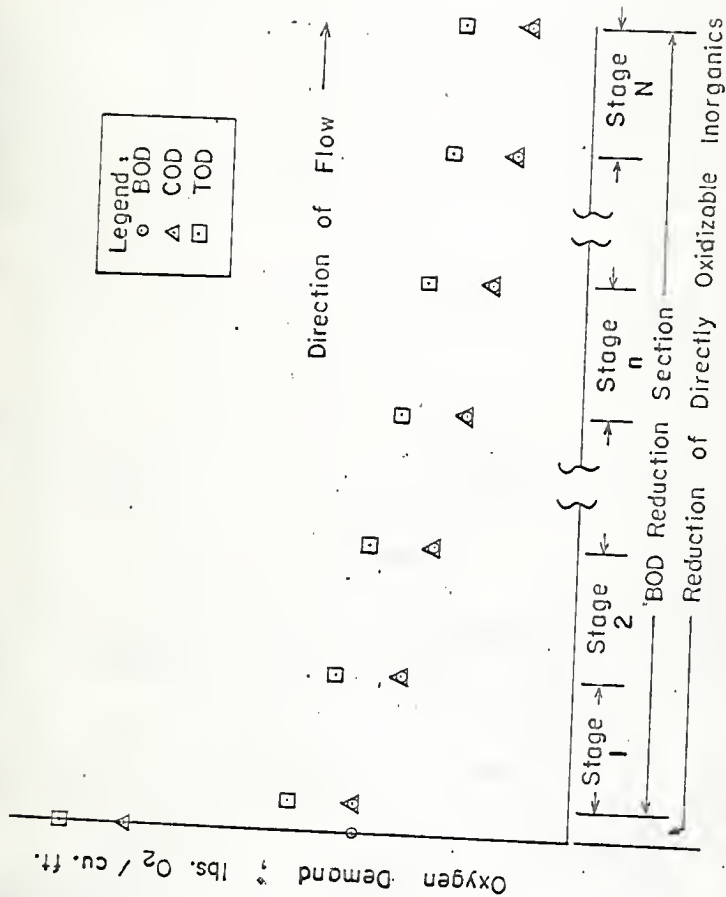 Oxygen Demand, lbs. O₂ / cu. ft.
Legend:
BOD
COD
TOD
Direction of Flow
Stage 1
Stage 2
Stage n
Stage N
BOD Reduction Section
Reduction of Directly Oxidizable Inorganics